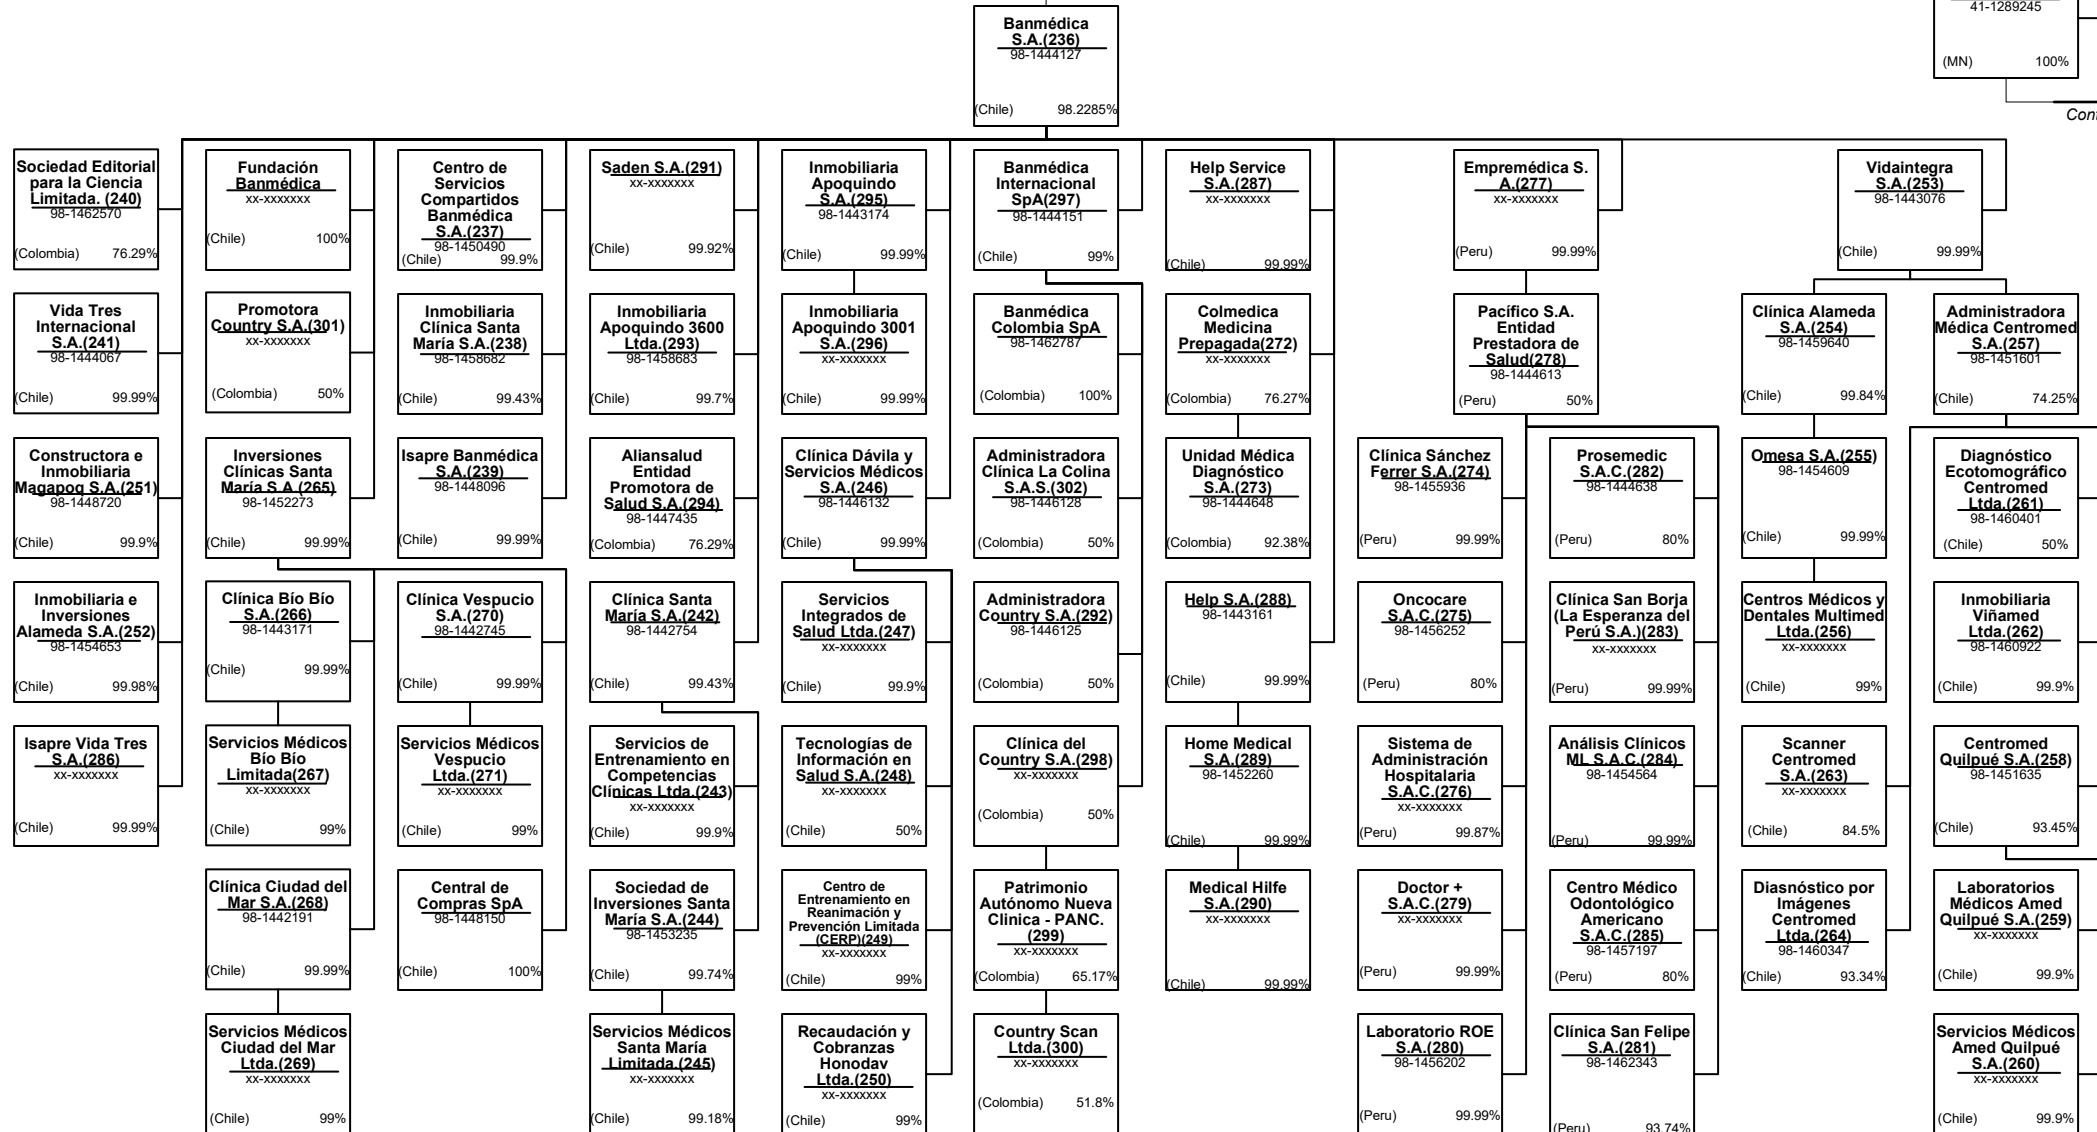 Banmédica
S.A.(236)
98-1444127
(Chile) 98.2285%
41-1289245
(MN) 100%
Sociedad Editorial
para la Ciencia
Limitada. (240)
98-1462570
(Colombia) 76.29%
Fundación
Banmédica
xx-xxxxxxx
(Chile) 100%
Centro de
Servicios
Compartidos
Banmédica
S.A.(237)
98-1450490
(Chile) 99.9%
Saden S.A.(291)
xx-xxxxxxx
(Chile) 99.92%
Inmobiliaria
Apoquindo
S.A.(295)
98-1443174
(Chile) 99.99%
Banmédica
Internacional
SpA(297)
98-1444151
(Chile) 99%
Help Service
S.A.(287)
xx-xxxxxxx
(Chile) 99.99%
Empremédica S.
A.(277)
xx-xxxxxxx
(Peru) 99.99%
Vidaintegra
S.A.(253)
98-1443076
(Chile) 99.99%
Vida Tres
Internacional
S.A.(241)
98-1444067
(Chile) 99.99%
Promotora
Country S.A.(301)
xx-xxxxxxx
(Colombia) 50%
Inmobiliaria
Clínica Santa
María S.A.(238)
98-1458682
(Chile) 99.43%
Inmobiliaria
Apoquindo 3600
Ltda.(293)
98-1458683
(Chile) 99.7%
Inmobiliaria
Apoquindo 3001
S.A.(296)
xx-xxxxxxx
(Chile) 99.99%
Banmédica
Colombia SpA
98-1462787
(Colombia) 100%
Colmedica
Medicina
Prepagada(272)
xx-xxxxxxx
(Colombia) 76.27%
Pacífico S.A.
Entidad
Prestadora de
Salud(278)
98-1444613
(Peru) 50%
Clínica Alameda
S.A.(254)
98-1459640
(Chile) 99.84%
Administradora
Médica Centromed
S.A.(257)
98-1451601
(Chile) 74.25%
Constructora e
Inmobiliaria
Magapoq S.A.(251)
98-1448720
(Chile) 99.9%
Inversiones
Clínicas Santa
María S.A.(265)
98-1452273
(Chile) 99.99%
Isapre Banmédica
S.A.(239)
98-1448096
(Chile) 99.99%
Aliansalud
Entidad
Promotora de
Salud S.A.(294)
98-1447435
(Colombia) 76.29%
Clínica Dávila y
Servicios Médicos
S.A.(246)
98-1446132
(Chile) 99.99%
Administradora
Clínica La Colina
S.A.S.(302)
98-1446128
(Colombia) 50%
Unidad Médica
Diagnóstico
S.A.(273)
98-1444648
(Colombia) 92.38%
Clínica Sánchez
Ferrer S.A.(274)
98-1455936
(Peru) 99.99%
Prosemedic
S.A.C.(282)
98-1444638
(Peru) 80%
Omesa S.A.(255)
98-1454609
(Chile) 99.99%
Diagnóstico
Ecotomográfico
Centromed
Ltda.(261)
98-1460401
(Chile) 50%
Inmobiliaria e
Inversiones
Alameda S.A.(252)
98-1454653
(Chile) 99.98%
Clínica Bío Bío
S.A.(266)
98-1443171
(Chile) 99.99%
Clínica Vespucio
S.A.(270)
98-1442745
(Chile) 99.99%
Clínica Santa
María S.A.(242)
98-1442754
(Chile) 99.43%
Servicios
Integrados de
Salud Ltda.(247)
xx-xxxxxxx
(Chile) 99.9%
Administradora
Country S.A.(292)
98-1446125
(Colombia) 50%
Help S.A.(288)
98-1443161
(Chile) 99.99%
Oncocare
S.A.C.(275)
98-1456252
(Peru) 80%
Clínica San Borja
(La Esperanza del
Perú S.A.)(283)
xx-xxxxxxx
(Peru) 99.99%
Centros Médicos y
Dentales Multimed
Ltda.(256)
xx-xxxxxxx
(Chile) 99%
Inmobiliaria
Viñamed
Ltda.(262)
98-1460922
(Chile) 99.9%
Isapre Vida Tres
S.A.(286)
xx-xxxxxxx
(Chile) 99.99%
Servicios Médicos
Bío Bío
Limitada(267)
xx-xxxxxxx
(Chile) 99%
Servicios Médicos
Vespucio
Ltda.(271)
xx-xxxxxxx
(Chile) 99%
Servicios de
Entrenamiento en
Competencias
Clínicas Ltda.(243)
xx-xxxxxxx
(Chile) 99.9%
Tecnologías de
Información en
Salud S.A.(248)
xx-xxxxxxx
(Chile) 50%
Clínica del
Country S.A.(298)
xx-xxxxxxx
(Colombia) 50%
Home Medical
S.A.(289)
98-1452260
(Chile) 99.99%
Sistema de
Administración
Hospitalaria
S.A.C.(276)
xx-xxxxxxx
(Peru) 99.87%
Análisis Clínicos
ML S.A.C.(284)
98-1454564
(Peru) 99.99%
Scanner
Centromed
S.A.(263)
xx-xxxxxxx
(Chile) 84.5%
Centromed
Quilpué S.A.(258)
98-1451635
(Chile) 93.45%
Clínica Ciudad del
Mar S.A.(268)
98-1442191
(Chile) 99.99%
Central de
Compras SpA
98-1448150
(Chile) 100%
Sociedad de
Inversiones Santa
María S.A.(244)
98-1453235
(Chile) 99.74%
Centro de
Entrenamiento en
Reanimación y
Prevención Limitada
(CERP)(249)
xx-xxxxxxx
(Chile) 99%
Patrimonio
Autónomo Nueva
Clinica - PANC.
(299)
xx-xxxxxxx
(Colombia) 65.17%
Medical Hilfe
S.A.(290)
xx-xxxxxxx
(Chile) 99.99%
Doctor +
S.A.C.(279)
xx-xxxxxxx
(Peru) 99.99%
Centro Médico
Odontológico
Americano
S.A.C.(285)
98-1457197
(Peru) 80%
Diasnóstico por
Imágenes
Centromed
Ltda.(264)
98-1460347
(Chile) 93.34%
Laboratorios
Médicos Amed
Quilpué S.A.(259)
xx-xxxxxxx
(Chile) 99.9%
Servicios Médicos
Ciudad del Mar
Ltda.(269)
xx-xxxxxxx
(Chile) 99%
Servicios Médicos
Santa María
Limitada.(245)
xx-xxxxxxx
(Chile) 99.18%
Recaudación y
Cobranzas
Honodav
Ltda.(250)
xx-xxxxxxx
(Chile) 99%
Country Scan
Ltda.(300)
xx-xxxxxxx
(Colombia) 51.8%
Laboratorio ROE
S.A.(280)
98-1456202
(Peru) 99.99%
Clínica San Felipe
S.A.(281)
98-1462343
(Peru) 93.74%
Servicios Médicos
Amed Quilpué
S.A.(260)
xx-xxxxxxx
(Chile) 99.9%